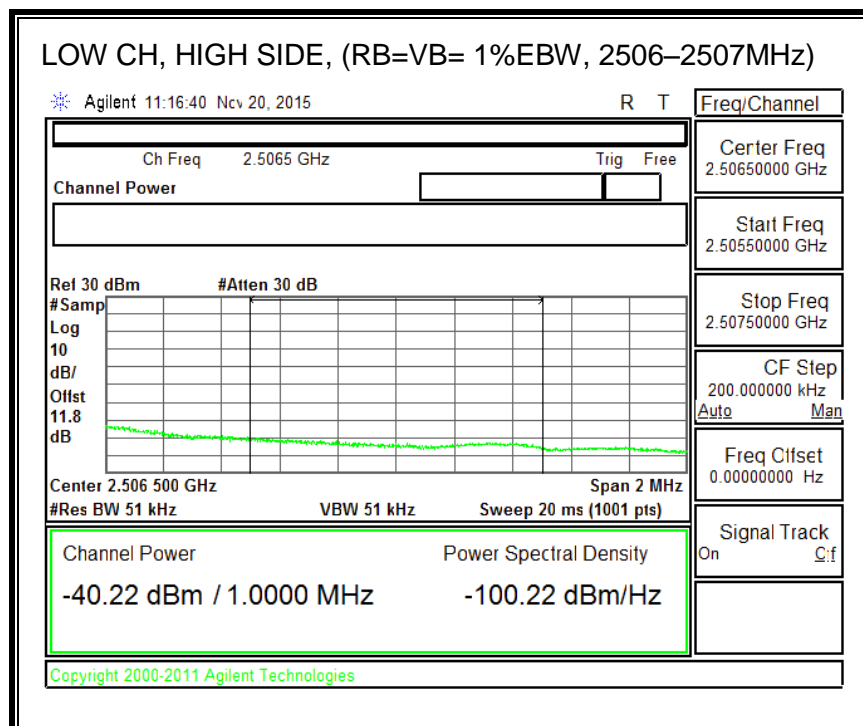 LOW CH, HIGH SIDE, (RB=VB= 1%EBW, 2506–2507MHz)
Agilent 11:16:40 Nov 20, 2015 R T
Freq/Channel
Ch Freq 2.5065 GHz Trig Free
Channel Power
Center Freq
2.50650000 GHz
Start Freq
2.50550000 GHz
Stop Freq
2.50750000 GHz
CF Step
200.000000 kHz
Auto Man
Freq Offset
0.00000000 Hz
Signal Track
On Off
Ref 30 dBm #Atten 30 dB
#Samp
Log
10
dB/
Offst
11.8
dB
Center 2.506 500 GHz Span 2 MHz
#Res BW 51 kHz VBW 51 kHz Sweep 20 ms (1001 pts)
Channel Power Power Spectral Density
-40.22 dBm / 1.0000 MHz -100.22 dBm/Hz
Copyright 2000-2011 Agilent Technologies